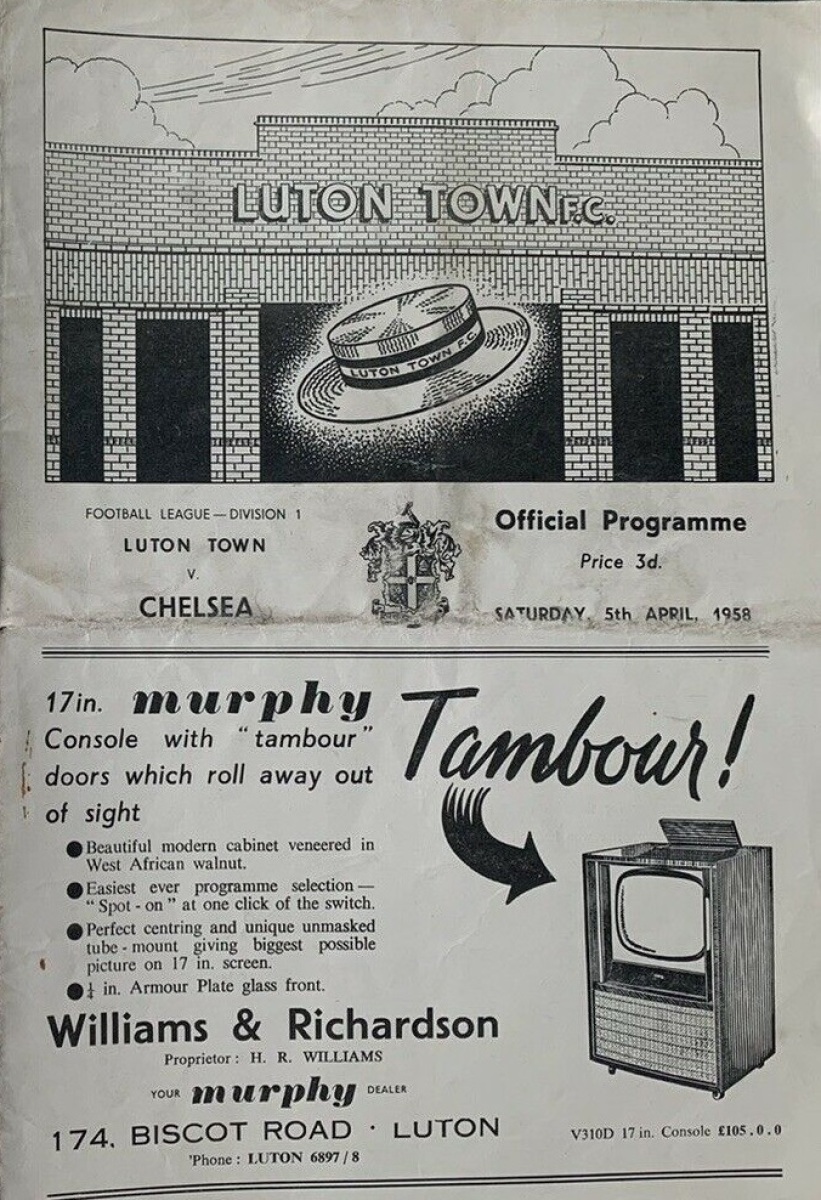 LUTON TOWN F.C.
LUTON TOWN F.C.
FOOTBALL LEAGUE — DIVISION 1
LUTON TOWN
V.
CHELSEA
Official Programme
Price 3d.
SATURDAY, 5th APRIL, 1958
17in. murphy
Console with "tambour"
doors which roll away out
of sight
Tambour!
● Beautiful modern cabinet veneered in
West African walnut.
● Easiest ever programme selection —
"Spot - on" at one click of the switch.
● Perfect centring and unique unmasked
tube - mount giving biggest possible
picture on 17 in. screen.
● ¼ in. Armour Plate glass front.
Williams & Richardson
Proprietor : H. R. WILLIAMS
YOUR murphy DEALER
174, BISCOT ROAD · LUTON
'Phone : LUTON 6897 / 8
V310D 17 in. Console £105.0.0